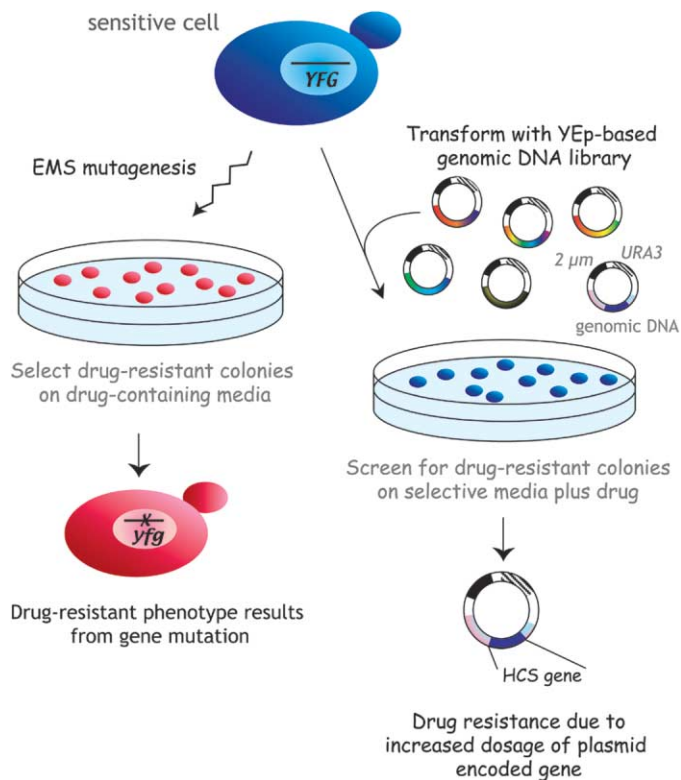 sensitive cell
YFG
EMS mutagenesis
Select drug-resistant colonies
on drug-containing media
yfg
Drug-resistant phenotype results
from gene mutation
Transform with YEp-based
genomic DNA library
2 µm
URA3
genomic DNA
Screen for drug-resistant colonies
on selective media plus drug
HCS gene
Drug resistance due to
increased dosage of plasmid
encoded gene